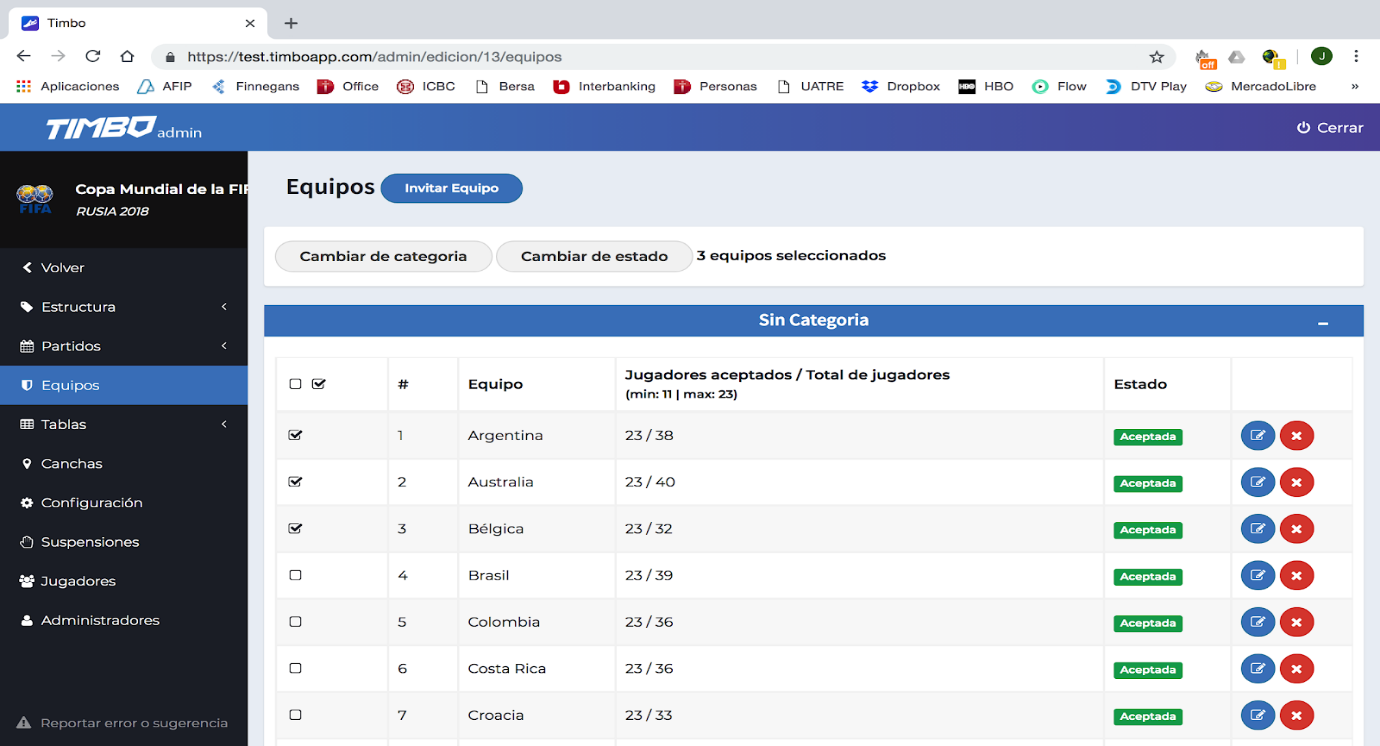 Timbo
https://test.timboapp.com/admin/edicion/13/equipos
off
J
Aplicaciones AFIP Finnegans Office ICBC Bersa Interbanking Personas UATRE Dropbox HBO Flow DTV Play MercadoLibre »
TIMBO admin
Cerrar
Copa Mundial de la FIF
RUSIA 2018
FIFA
Volver
Estructura
Partidos
Equipos
Tablas
Canchas
Configuración
Suspensiones
Jugadores
Administradores
Reportar error o sugerencia
Equipos Invitar Equipo
Cambiar de categoria Cambiar de estado 3 equipos seleccionados
Sin Categoria
# Equipo Jugadores aceptados / Total de jugadores Estado
(min: 11 | max: 23)
1 Argentina 23 / 38 Aceptada
2 Australia 23 / 40 Aceptada
3 Bélgica 23 / 32 Aceptada
4 Brasil 23 / 39 Aceptada
5 Colombia 23 / 36 Aceptada
6 Costa Rica 23 / 36 Aceptada
7 Croacia 23 / 33 Aceptada